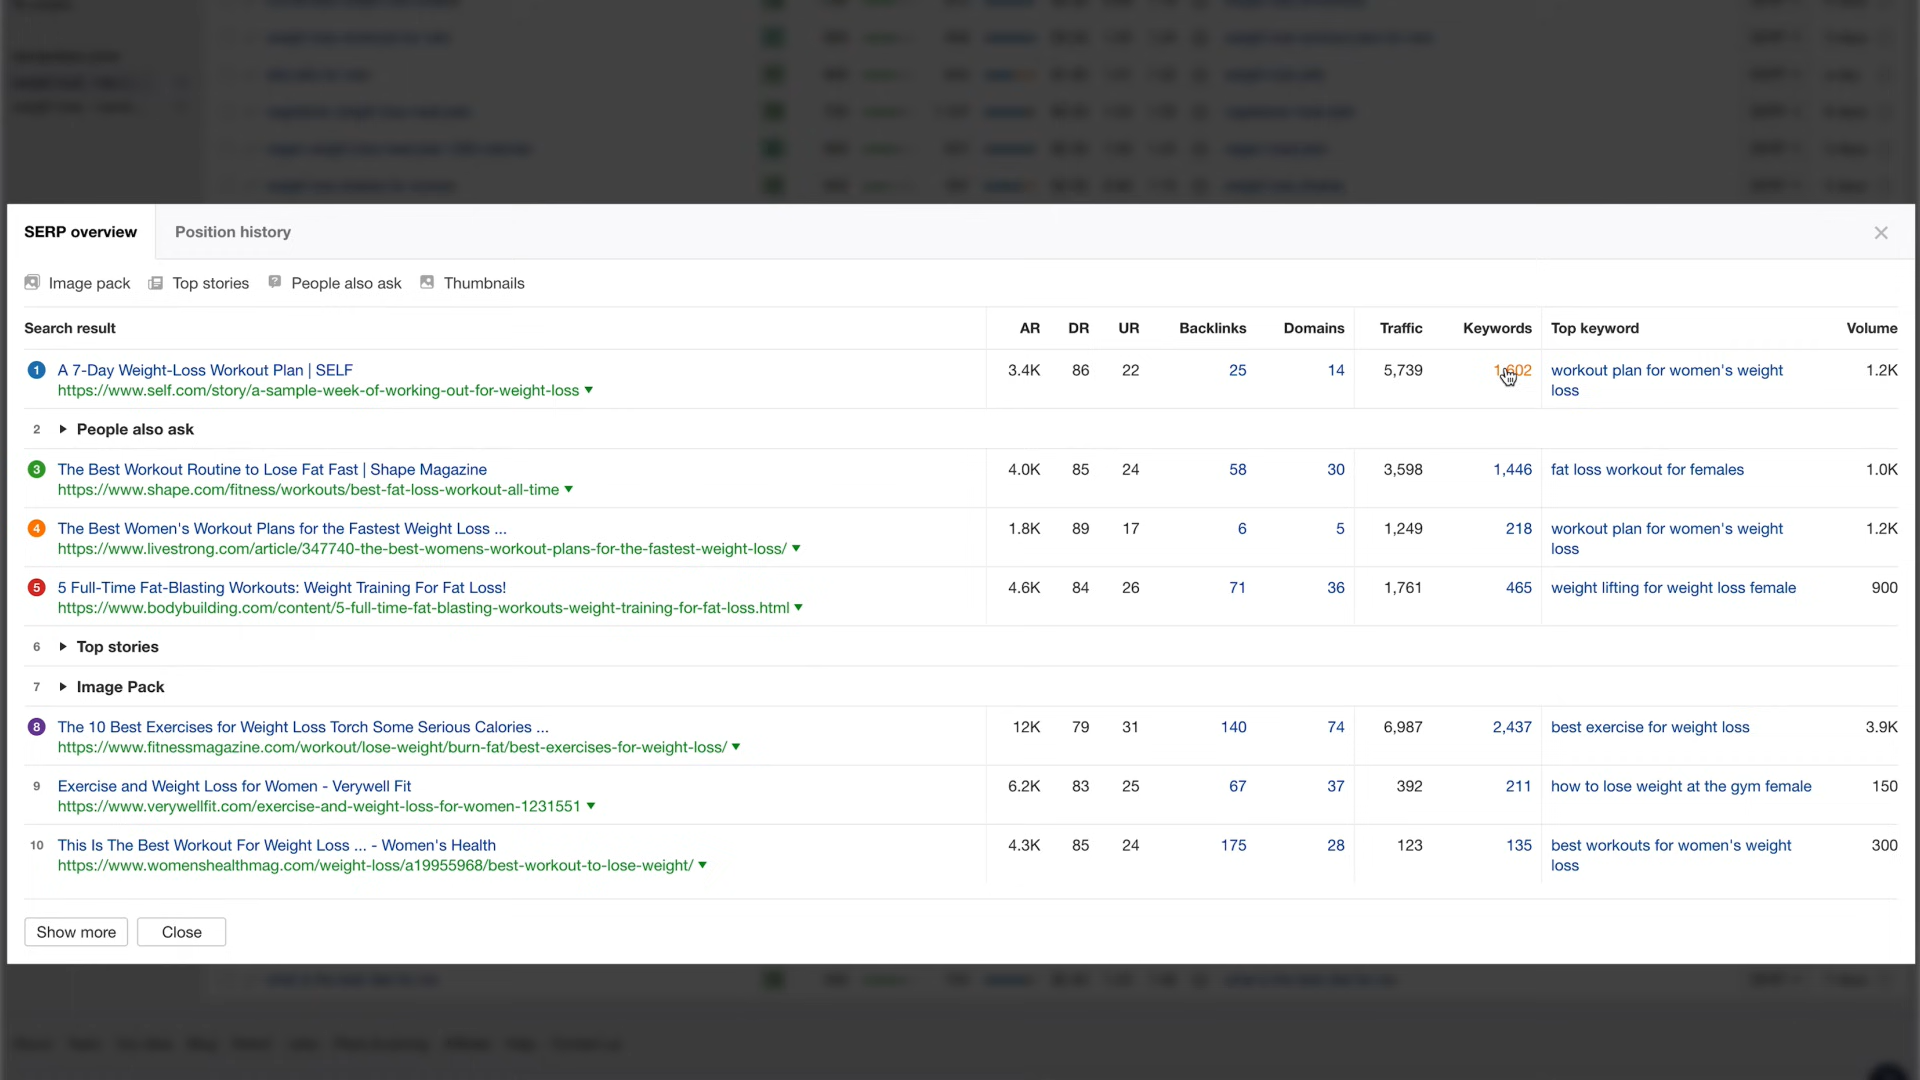 SERP overview Position history
Image pack Top stories People also ask Thumbnails
Search result AR DR UR Backlinks Domains Traffic Keywords Top keyword Volume
1 A 7-Day Weight-Loss Workout Plan | SELF 3.4K 86 22 25 14 5,739 1,602 workout plan for women's weight 1.2K
https://www.self.com/story/a-sample-week-of-working-out-for-weight-loss loss
2 People also ask
3 The Best Workout Routine to Lose Fat Fast | Shape Magazine 4.0K 85 24 58 30 3,598 1,446 fat loss workout for females 1.0K
https://www.shape.com/fitness/workouts/best-fat-loss-workout-all-time
4 The Best Women's Workout Plans for the Fastest Weight Loss ... 1.8K 89 17 6 5 1,249 218 workout plan for women's weight 1.2K
https://www.livestrong.com/article/347740-the-best-womens-workout-plans-for-the-fastest-weight-loss/ loss
5 5 Full-Time Fat-Blasting Workouts: Weight Training For Fat Loss! 4.6K 84 26 71 36 1,761 465 weight lifting for weight loss female 900
https://www.bodybuilding.com/content/5-full-time-fat-blasting-workouts-weight-training-for-fat-loss.html
6 Top stories
7 Image Pack
8 The 10 Best Exercises for Weight Loss Torch Some Serious Calories ... 12K 79 31 140 74 6,987 2,437 best exercise for weight loss 3.9K
https://www.fitnessmagazine.com/workout/lose-weight/burn-fat/best-exercises-for-weight-loss/
9 Exercise and Weight Loss for Women - Verywell Fit 6.2K 83 25 67 37 392 211 how to lose weight at the gym female 150
https://www.verywellfit.com/exercise-and-weight-loss-for-women-1231551
10 This Is The Best Workout For Weight Loss ... - Women's Health 4.3K 85 24 175 28 123 135 best workouts for women's weight 300
https://www.womenshealthmag.com/weight-loss/a19955968/best-workout-to-lose-weight/ loss
Show more Close